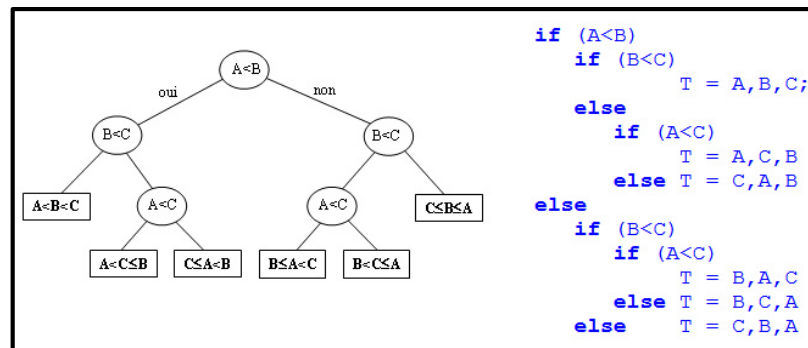 A<B
oui
non
B<C
B<C
A<B<C
A<C
A<C
C≤B≤A
A<C≤B
C≤A<B
B≤A<C
B<C≤A
if (A<B)
if (B<C)
T = A,B,C;
else
if (A<C)
T = A,C,B
else T = C,A,B
else
if (B<C)
if (A<C)
T = B,A,C
else T = B,C,A
else T = C,B,A